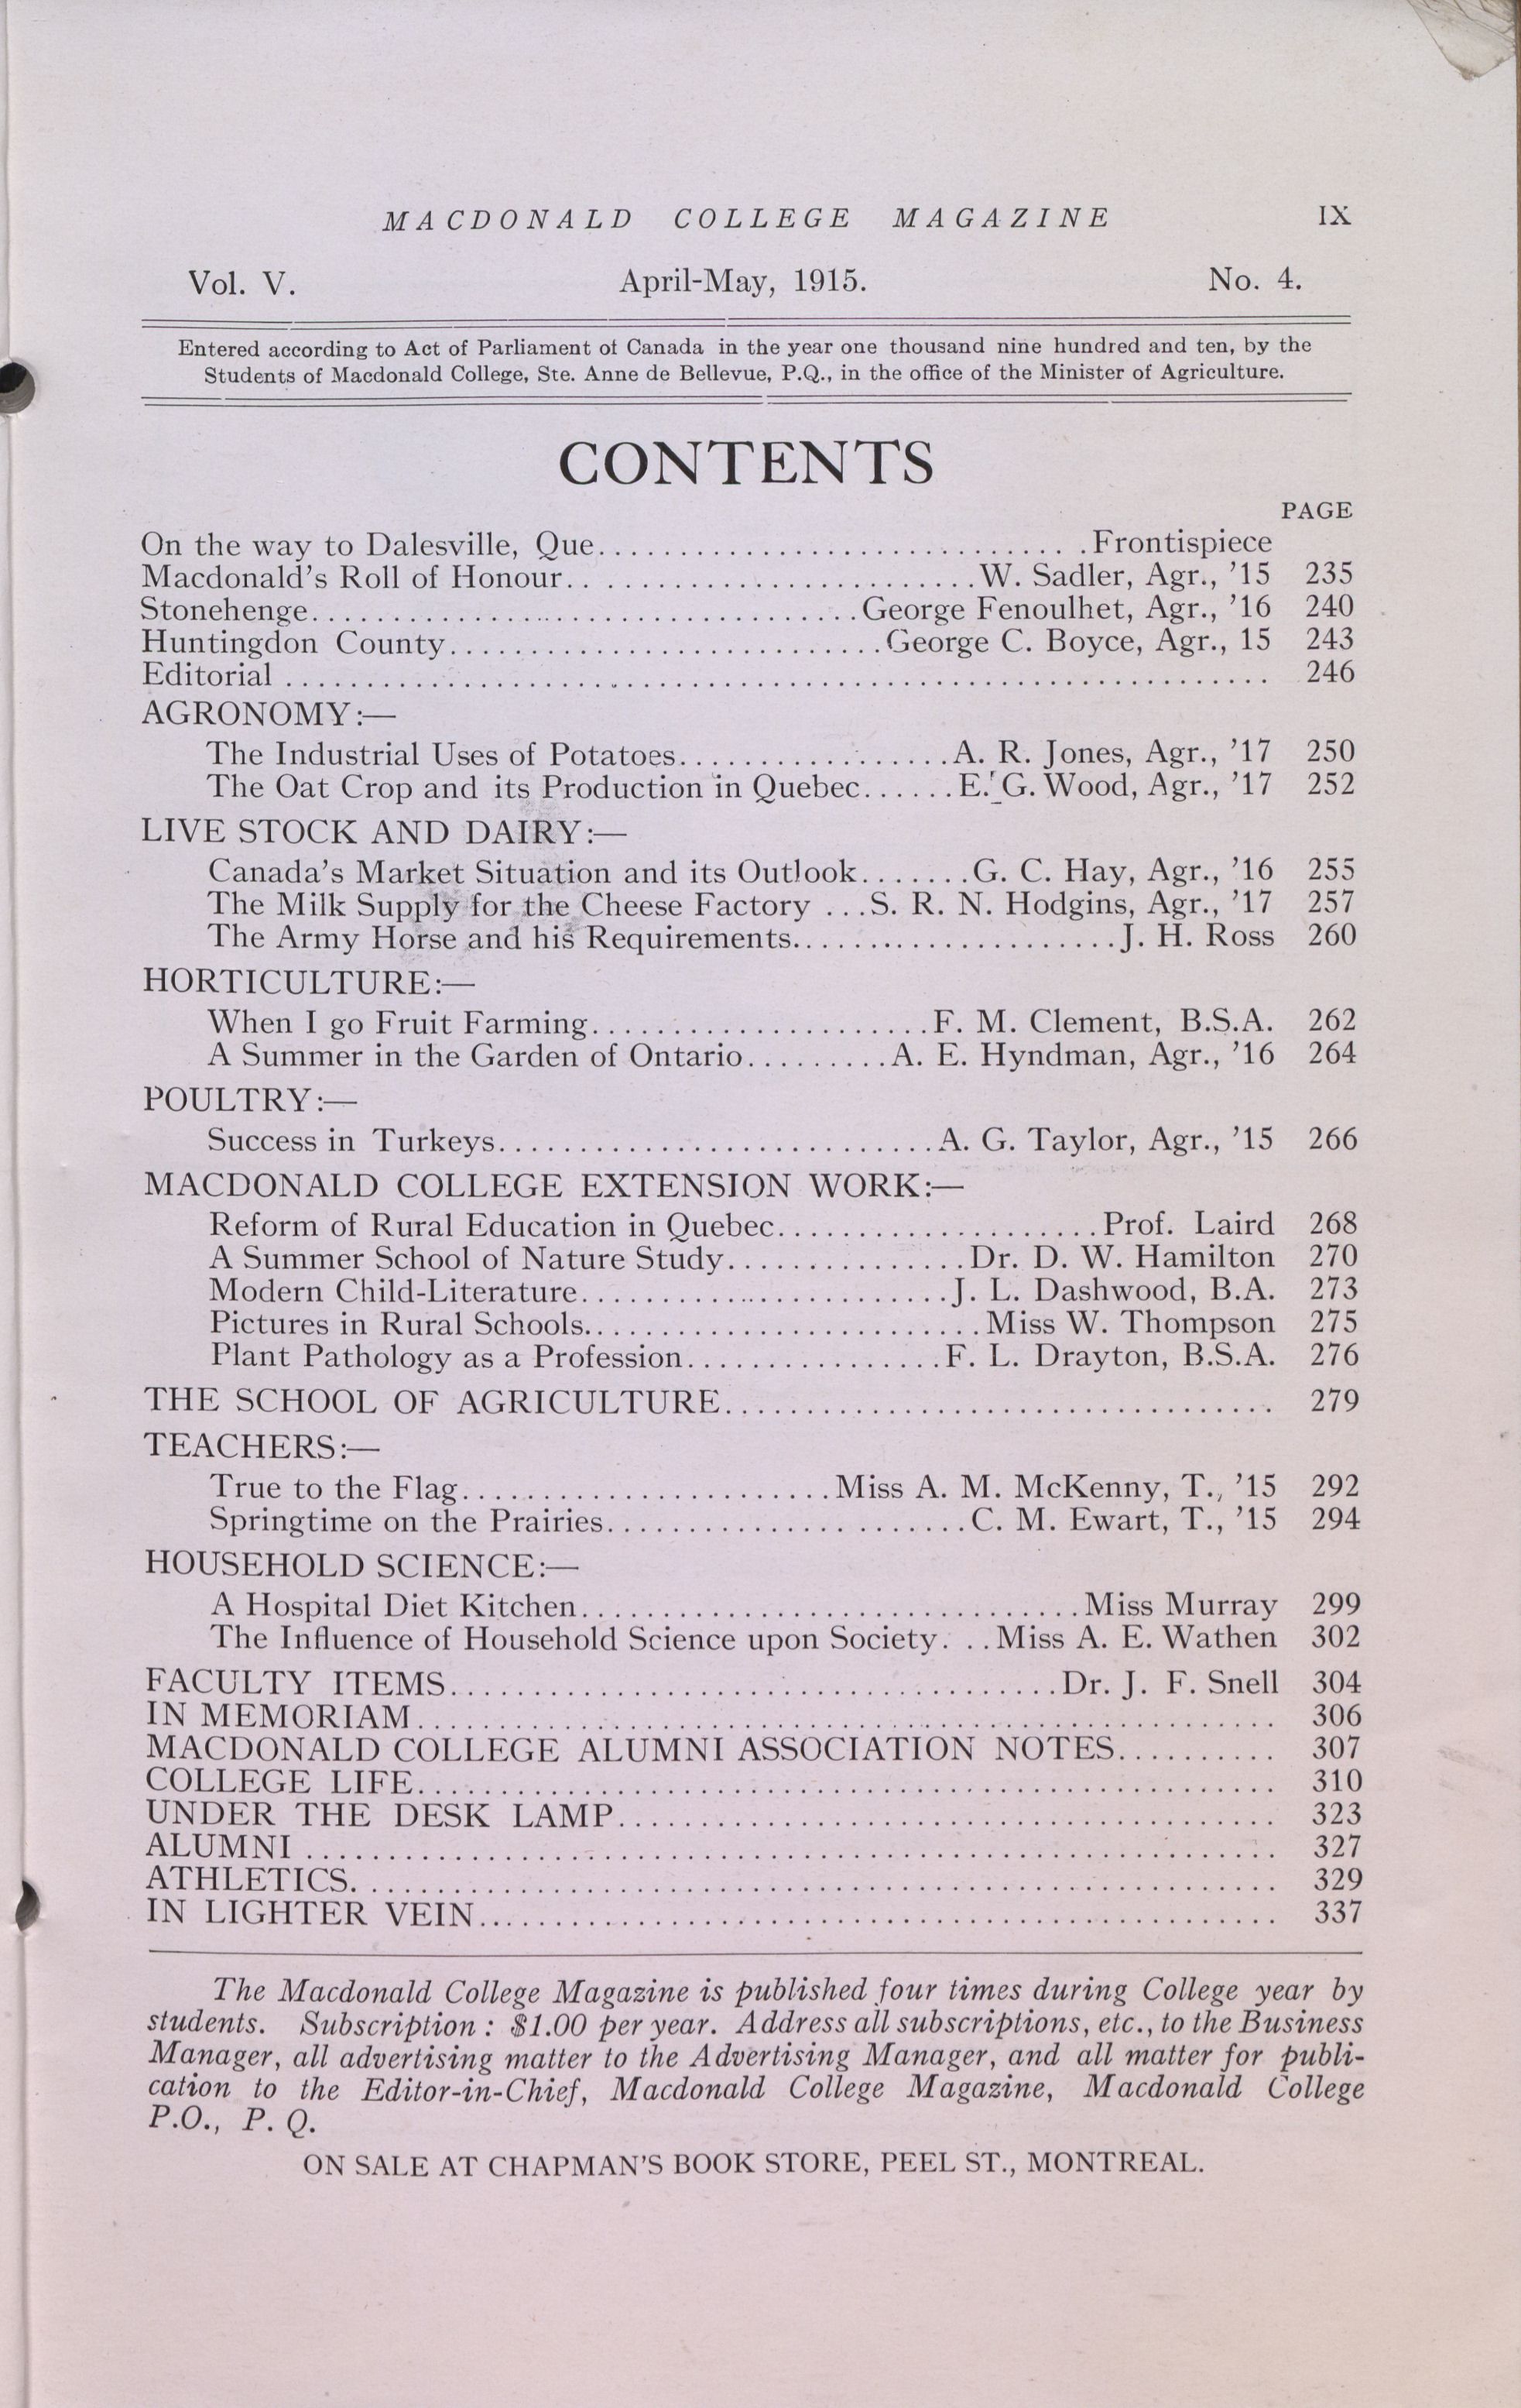 MACDONALD COLLEGE MAGAZINE IX
Vol. V. April-May, 1915. No. 4.
Entered according to Act of Parliament of Canada in the year one thousand nine hundred and ten, by the
Students of Macdonald College, Ste. Anne de Bellevue, P.Q., in the office of the Minister of Agriculture.
CONTENTS
PAGE
On the way to Dalesville, Que. Frontispiece
Macdonald's Roll of Honour W. Sadler, Agr., '15 235
Stonehenge George Fenoulhet, Agr., '16 240
Huntingdon County George C. Boyce, Agr., 15 243
Editorial 246
AGRONOMY:—
The Industrial Uses of Potatoes A. R. Jones, Agr., '17 250
The Oat Crop and its Production in Quebec E. G. Wood, Agr., '17 252
LIVE STOCK AND DAIRY:—
Canada's Market Situation and its Outlook G. C. Hay, Agr., '16 255
The Milk Supply for the Cheese Factory S. R. N. Hodgins, Agr., '17 257
The Army Horse and his Requirements J. H. Ross 260
HORTICULTURE:—
When I go Fruit Farming F. M. Clement, B.S.A. 262
A Summer in the Garden of Ontario A. E. Hyndman, Agr., '16 264
POULTRY:—
Success in Turkeys A. G. Taylor, Agr., '15 266
MACDONALD COLLEGE EXTENSION WORK:—
Reform of Rural Education in Quebec Prof. Laird 268
A Summer School of Nature Study Dr. D. W. Hamilton 270
Modern Child-Literature J. L. Dashwood, B.A. 273
Pictures in Rural Schools Miss W. Thompson 275
Plant Pathology as a Profession F. L. Drayton, B.S.A. 276
THE SCHOOL OF AGRICULTURE 279
TEACHERS:—
True to the Flag Miss A. M. McKenny, T., '15 292
Springtime on the Prairies C. M. Ewart, T., '15 294
HOUSEHOLD SCIENCE:—
A Hospital Diet Kitchen Miss Murray 299
The Influence of Household Science upon Society Miss A. E. Wathen 302
FACULTY ITEMS Dr. J. F. Snell 304
IN MEMORIAM 306
MACDONALD COLLEGE ALUMNI ASSOCIATION NOTES 307
COLLEGE LIFE 310
UNDER THE DESK LAMP 323
ALUMNI 327
ATHLETICS 329
IN LIGHTER VEIN 337
The Macdonald College Magazine is published four times during College year by
students. Subscription: $1.00 per year. Address all subscriptions, etc., to the Business
Manager, all advertising matter to the Advertising Manager, and all matter for publi-
cation to the Editor-in-Chief, Macdonald College Magazine, Macdonald College
P.O., P. Q.
ON SALE AT CHAPMAN'S BOOK STORE, PEEL ST., MONTREAL.